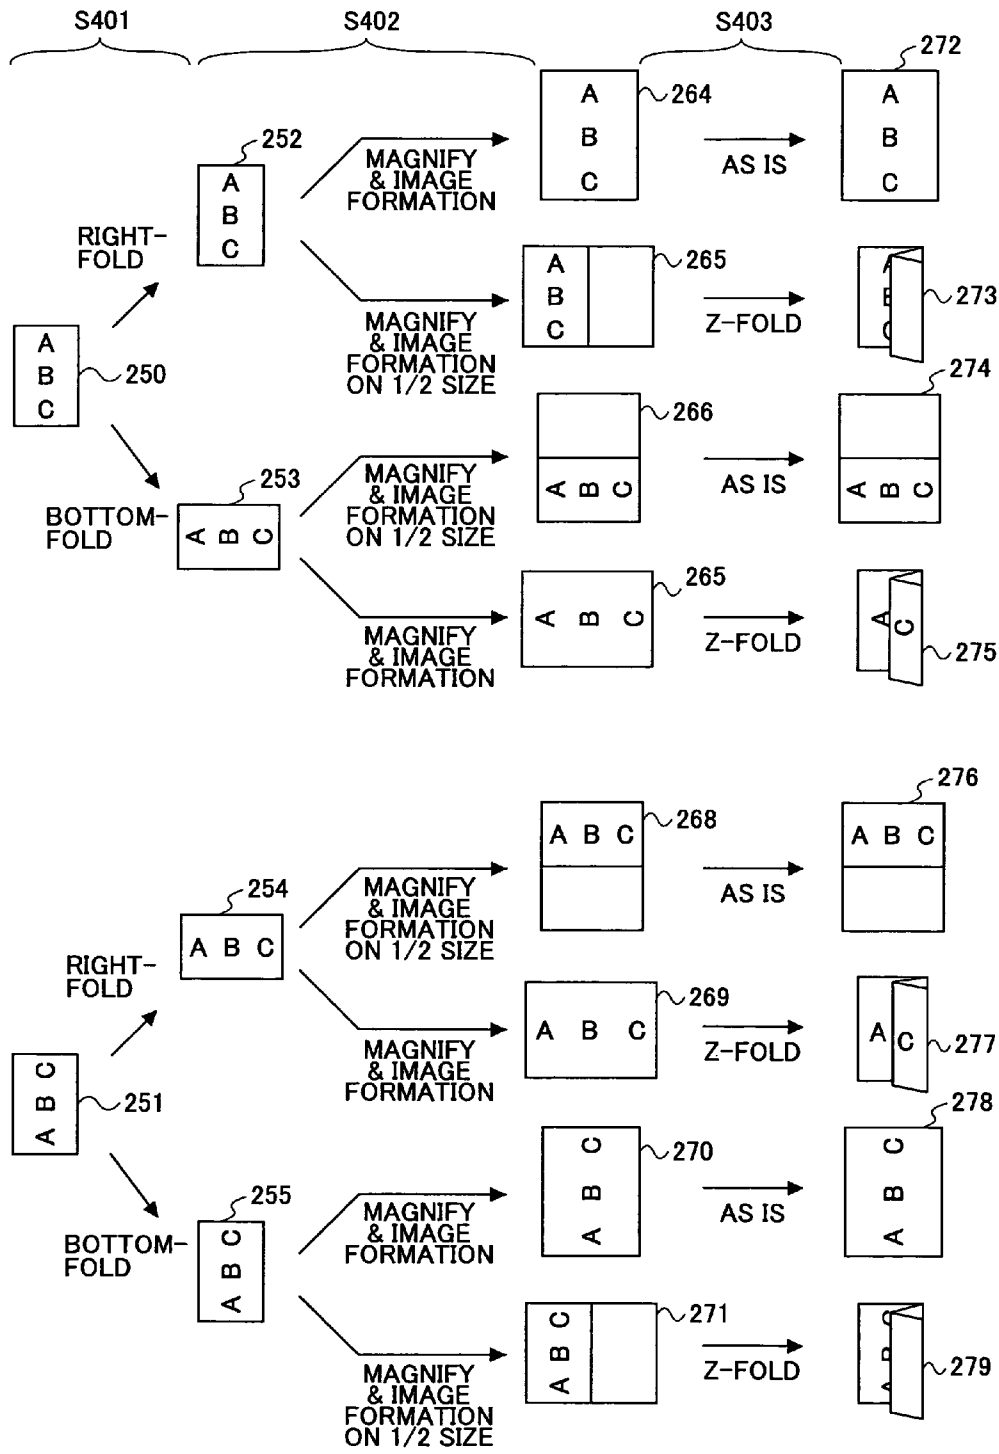 S401 S402 S403
272
A
B
C
264
A
B
C
252
A
B
C
MAGNIFY
& IMAGE
FORMATION
AS IS
RIGHT-
FOLD
A
B
C
265
A
B
C
273
MAGNIFY
& IMAGE
FORMATION
ON 1/2 SIZE
Z-FOLD
A
B
C
250
274
266
253
A B C
BOTTOM-
FOLD
MAGNIFY
& IMAGE
FORMATION
ON 1/2 SIZE
A B C
AS IS
A B C
265
A B C
MAGNIFY
& IMAGE
FORMATION
Z-FOLD
A C
275
276
268
A B C
A B C
254
A B C
MAGNIFY
& IMAGE
FORMATION
ON 1/2 SIZE
AS IS
RIGHT-
FOLD
269
A B C
MAGNIFY
& IMAGE
FORMATION
Z-FOLD
A C
277
A B C
251
278
270
A B C
A B C
255
A B C
MAGNIFY
& IMAGE
FORMATION
AS IS
BOTTOM-
FOLD
271
A B C
MAGNIFY
& IMAGE
FORMATION
ON 1/2 SIZE
Z-FOLD
A B C
279